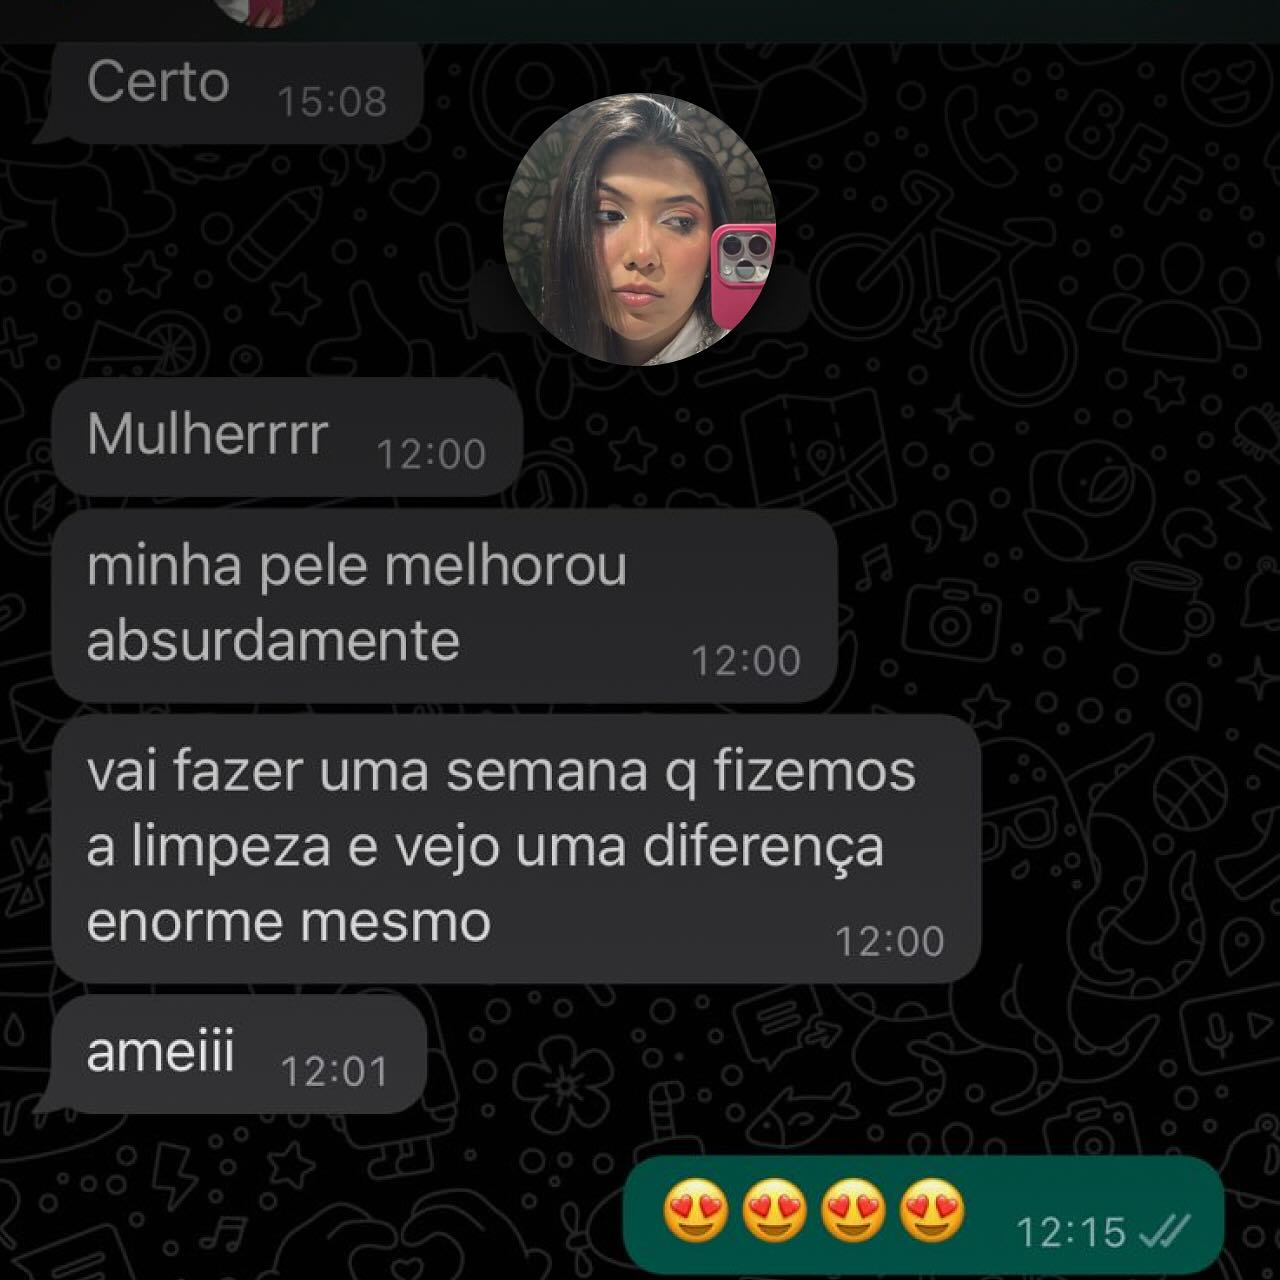 Certo 15:08
Mulherrrr 12:00
minha pele melhorou
absurdamente 12:00
vai fazer uma semana q fizemos
a limpeza e vejo uma diferença
enorme mesmo 12:00
ameiii 12:01
😍😍😍😍 12:15